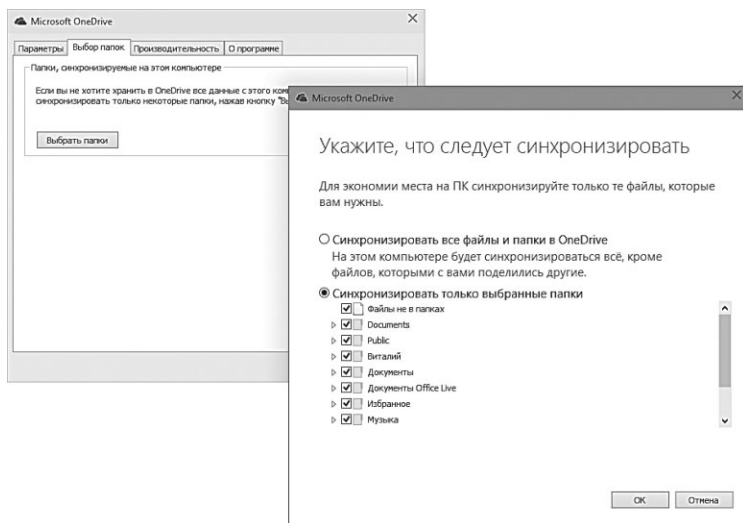 Microsoft OneDrive
Параметры Выбор папок Производительность О программе
Папки, синхронизируемые на этом компьютере
Если вы не хотите хранить в OneDrive все данные с этого
синхронизировать только некоторые папки, нажав кнопку
Выбрать папки
Microsoft OneDrive
Укажите, что следует синхронизировать
Для экономии места на ПК синхронизируйте только те файлы, которые
вам нужны.
Синхронизировать все файлы и папки в OneDrive
На этом компьютере будет синхронизироваться всё, кроме
файлов, которыми с вами поделились другие.
Синхронизировать только выбранные папки
Файлы не в папках
Documents
Public
Виталий
Документы
Документы Office Live
Избранное
Музыка
OK Отмена